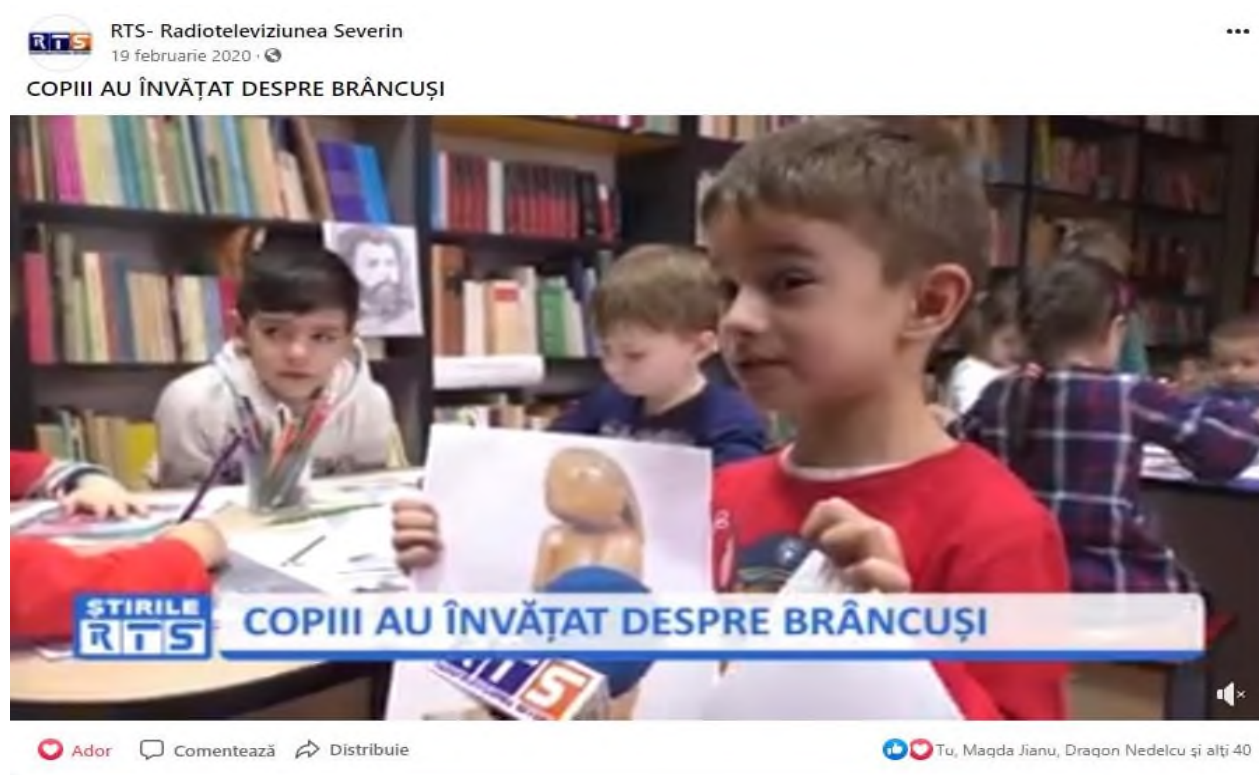 RTS- Radioteleviziunea Severin
RTS
19 februarie 2020
COPIII AU ÎNVĂȚAT DESPRE BRÂNCUȘI
ȘTIRILE
RTS
COPIII AU ÎNVĂȚAT DESPRE BRÂNCUȘI
RTS
Ador
Comentează
Distribuie
Tu, Magda Jianu, Dragon Nedelcu și alți 40